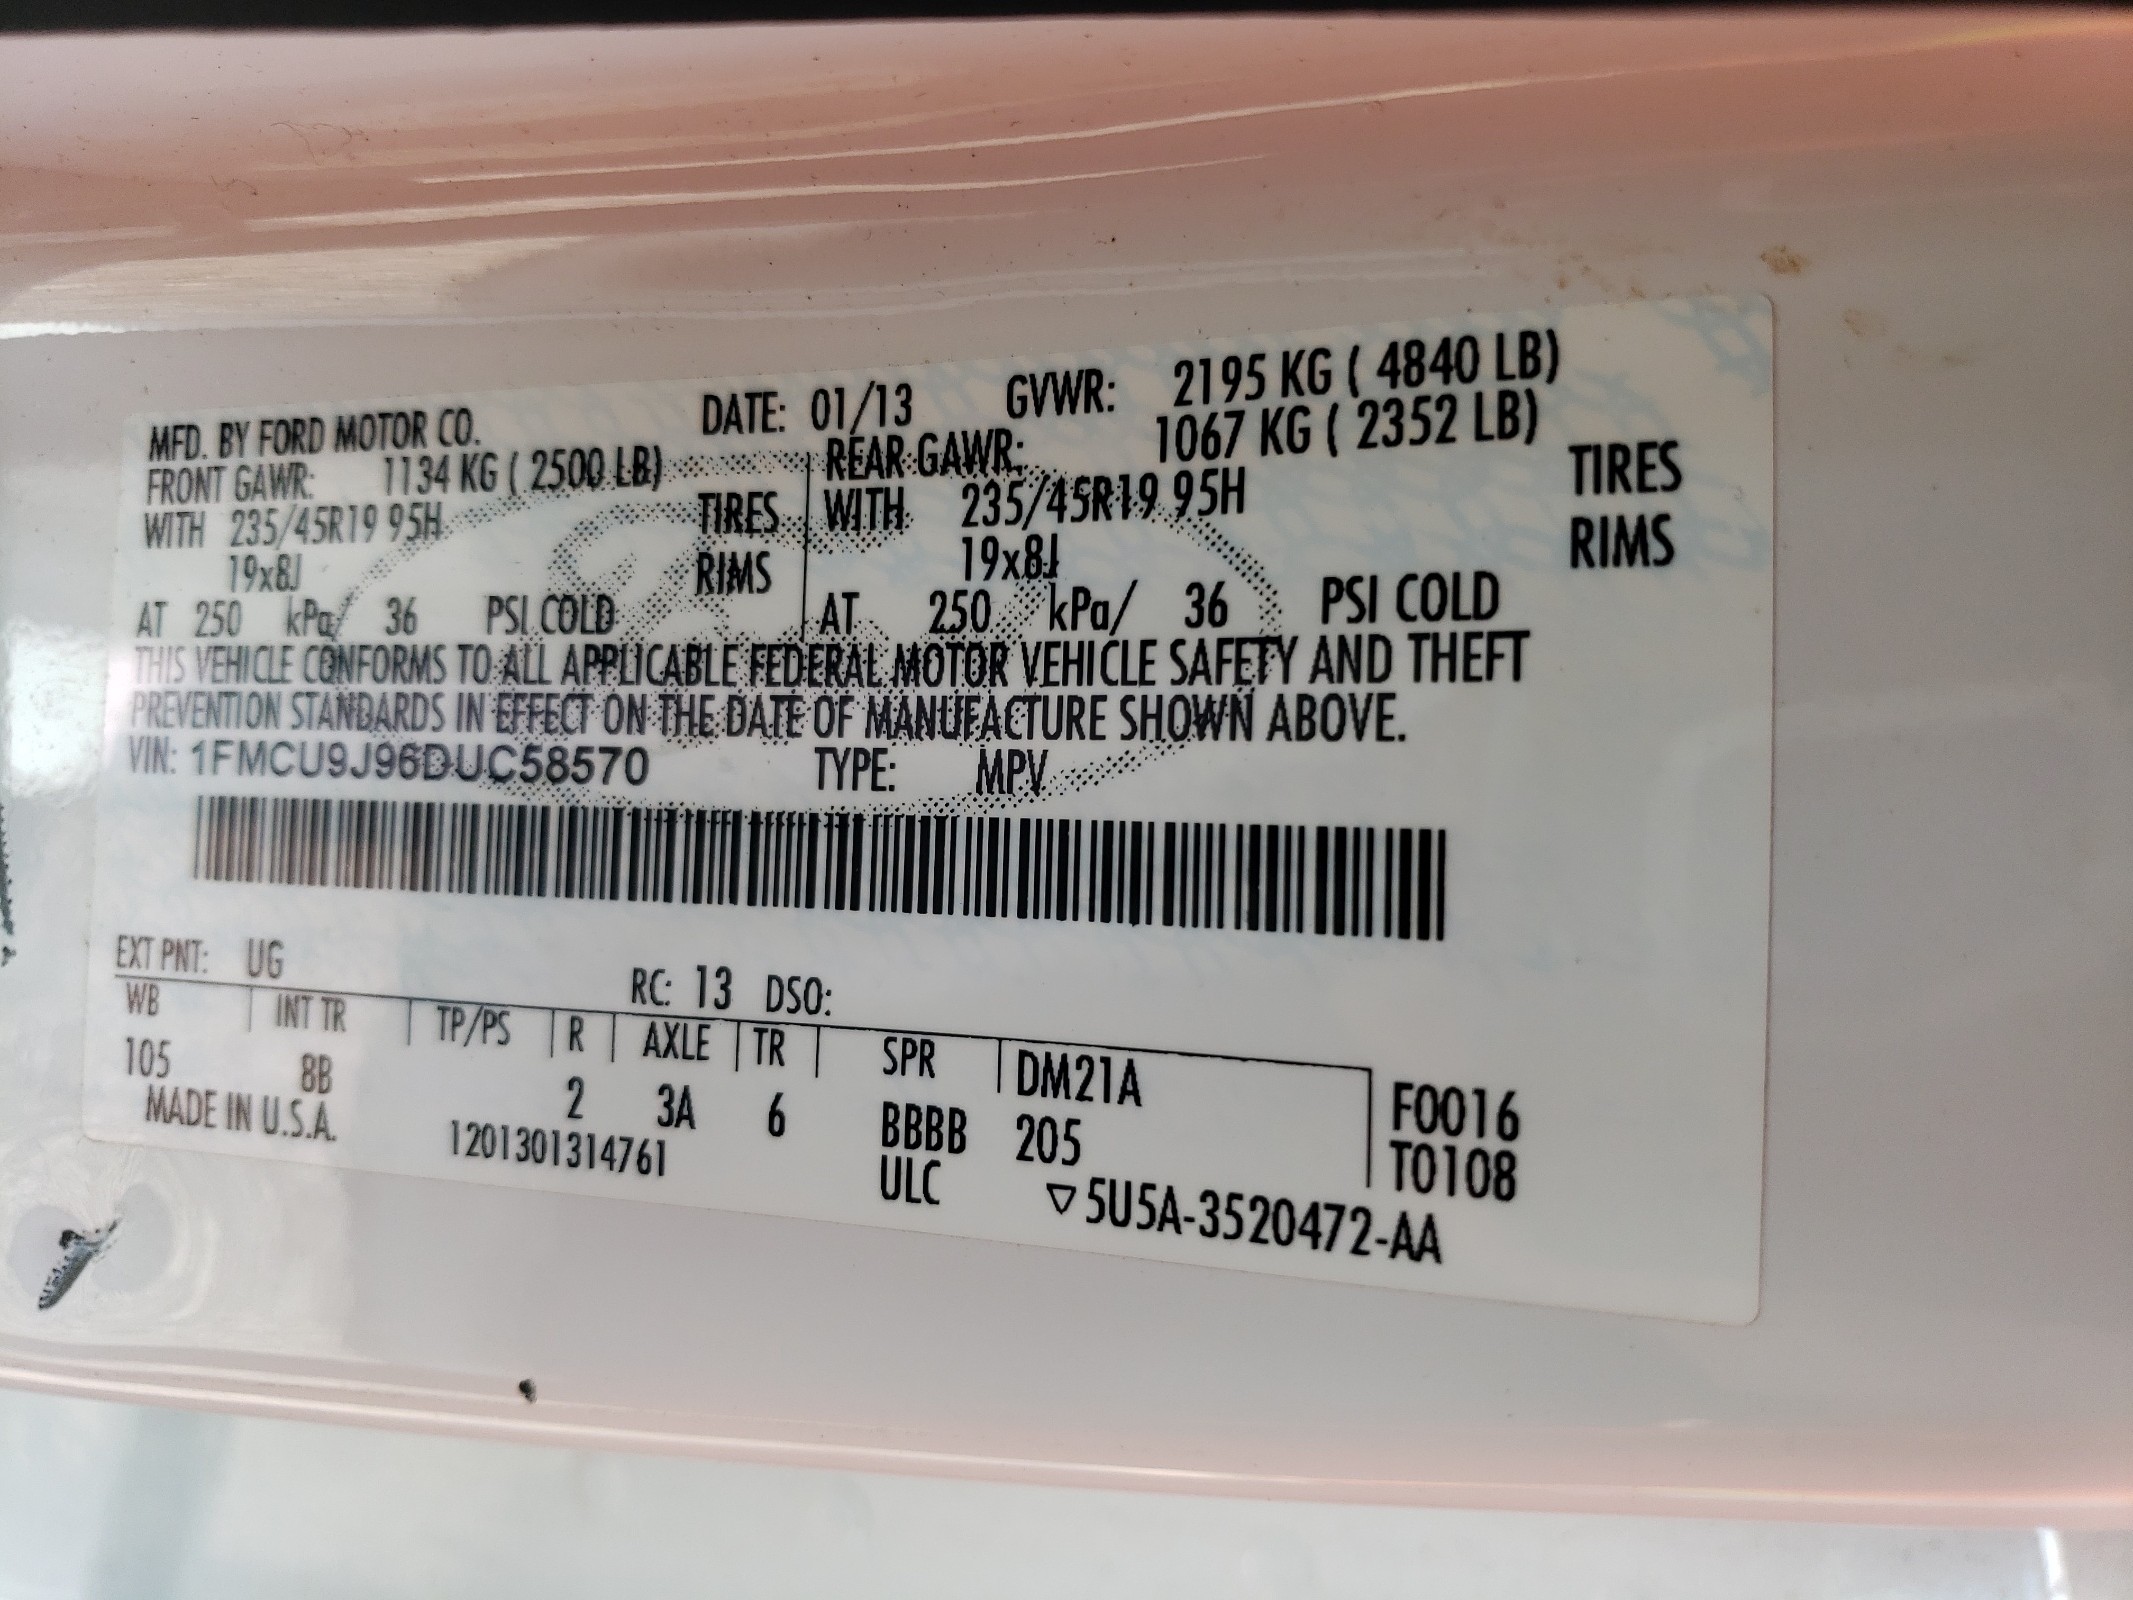 MFD. BY FORD MOTOR CO. DATE: 01/13 GVWR: 2195 KG ( 4840 LB)
FRONT GAWR: 1134 KG ( 2500 LB) REAR GAWR: 1067 KG ( 2352 LB)
WITH 235/45R19 95H TIRES WITH 235/45R19 95H TIRES
19x8J RIMS 19x8J RIMS
AT 250 kPa/ 36 PSI COLD AT 250 kPa/ 36 PSI COLD
THIS VEHICLE CONFORMS TO ALL APPLICABLE FEDERAL MOTOR VEHICLE SAFETY AND THEFT
PREVENTION STANDARDS IN EFFECT ON THE DATE OF MANUFACTURE SHOWN ABOVE.
VIN: 1FMCU9J96DUC58570 TYPE: MPV
EXT PNT: UG RC: 13 DSO:
WB INT TR TP/PS R AXLE TR SPR DM21A F0016
105 8B 2 3A 6 BBBB 205 T0108
MADE IN U.S.A. 1201301314761 ULC ▽5U5A-3520472-AA